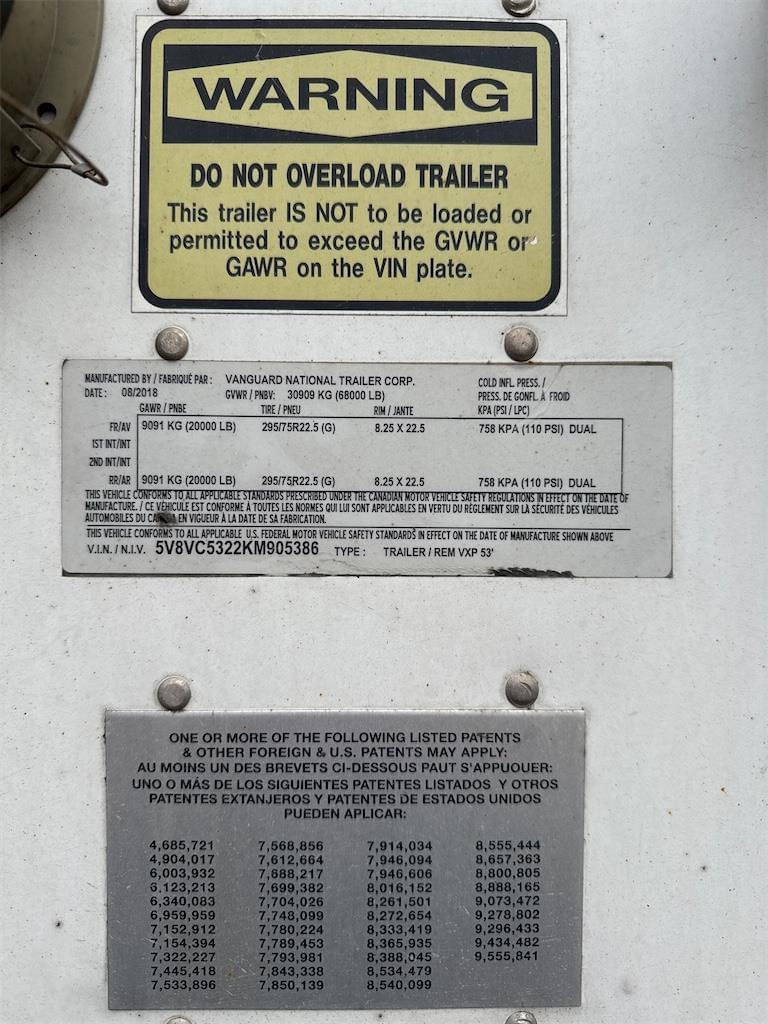 WARNING
DO NOT OVERLOAD TRAILER
This trailer IS NOT to be loaded or
permitted to exceed the GVWR or
GAWR on the VIN plate.
MANUFACTURED BY / FABRIQUÉ PAR : VANGUARD NATIONAL TRAILER CORP. COLD INFL. PRESS. /
DATE : 08/2018 GVWR / PNBV: 30909 KG (68000 LB) PRESS. DE GONFL. À FROID
GAWR / PNBE TIRE / PNEU RIM / JANTE KPA (PSI / LPC)
FR/AV 9091 KG (20000 LB) 295/75R22.5 (G) 8.25 X 22.5 758 KPA (110 PSI) DUAL
1ST INT/INT
2ND INT/INT
RR/AR 9091 KG (20000 LB) 295/75R22.5 (G) 8.25 X 22.5 758 KPA (110 PSI) DUAL
THIS VEHICLE CONFORMS TO ALL APPLICABLE STANDARDS PRESCRIBED UNDER THE CANADIAN MOTOR VEHICLE SAFETY REGULATIONS IN EFFECT ON THE DATE OF
MANUFACTURE. / CE VÉHICULE EST CONFORME À TOUTES LES NORMES QUI LUI SONT APPLICABLES EN VERTU DU RÉGLEMENT SUR LA SÉCURITÉ DES VÉHICULES
AUTOMOBILES DU EN VIGUEUR À LA DATE DE SA FABRICATION.
THIS VEHICLE CONFORMS TO ALL APPLICABLE U.S. FEDERAL MOTOR VEHICLE SAFETY STANDARDS IN EFFECT ON THE DATE OF MANUFACTURE SHOWN ABOVE
V.I.N. / N.I.V. 5V8VC5322KM905386 TYPE : TRAILER / REM VXP 53'
ONE OR MORE OF THE FOLLOWING LISTED PATENTS
& OTHER FOREIGN & U.S. PATENTS MAY APPLY:
AU MOINS UN DES BREVETS CI-DESSOUS PAUT S'APPUOUER:
UNO O MÁS DE LOS SIGUIENTES PATENTES LISTADOS Y OTROS
PATENTES EXTANJEROS Y PATENTES DE ESTADOS UNIDOS
PUEDEN APLICAR:
4,685,721 7,568,856 7,914,034 8,555,444
4,904,017 7,612,664 7,946,094 8,657,363
6,003,932 7,688,217 7,946,606 8,800,805
6,123,213 7,699,382 8,016,152 8,888,165
6,340,083 7,704,026 8,261,501 9,073,472
6,959,959 7,748,099 8,272,654 9,278,802
7,152,912 7,780,224 8,333,419 9,296,433
7,154,394 7,789,453 8,365,935 9,434,482
7,322,227 7,793,981 8,388,045 9,555,841
7,445,418 7,843,338 8,534,479
7,533,896 7,850,139 8,540,099